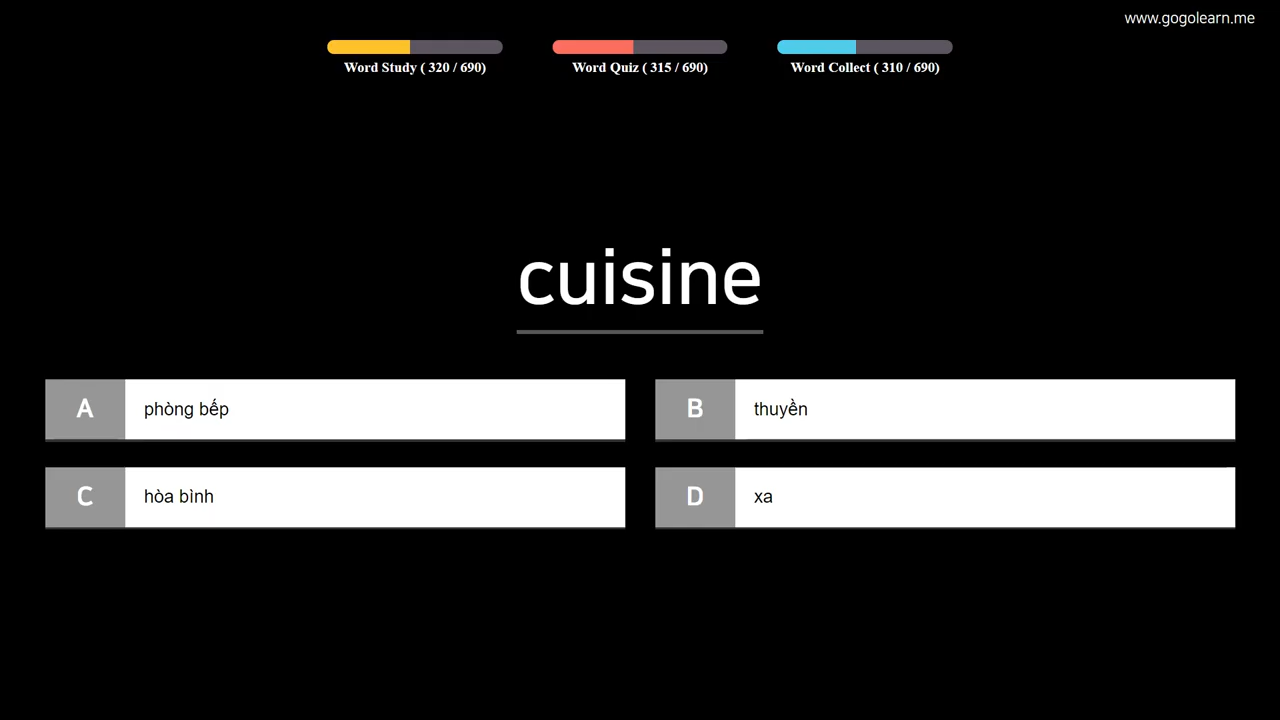 www.gogolearn.me
Word Study ( 320 / 690)
Word Quiz ( 315 / 690)
Word Collect ( 310 / 690)
cuisine
A phòng bếp
B thuyền
C hòa bình
D xa